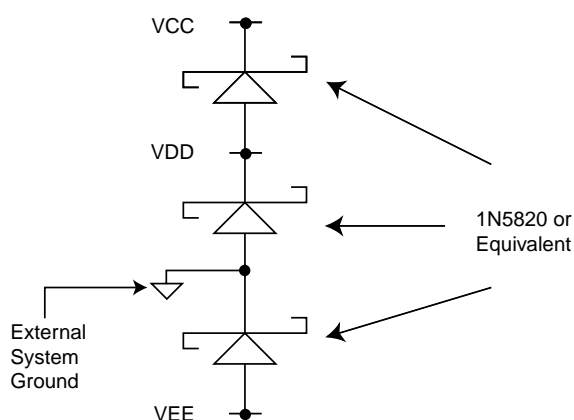 VCC
VDD
1N5820 or
Equivalent
External
System
Ground
VEE